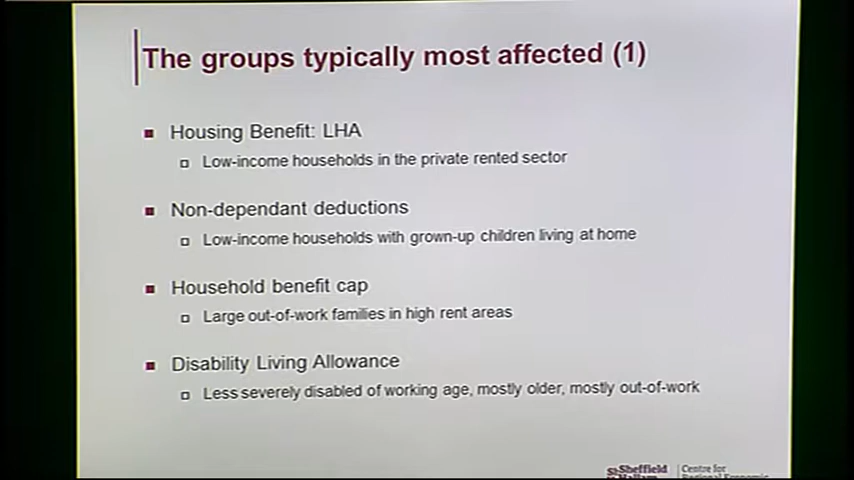 The groups typically most affected (1)
Housing Benefit: LHA
Low-income households in the private rented sector
Non-dependant deductions
Low-income households with grown-up children living at home
Household benefit cap
Large out-of-work families in high rent areas
Disability Living Allowance
Less severely disabled of working age, mostly older, mostly out-of-work
Sheffield
Hallam
Centre for
Regional Economic